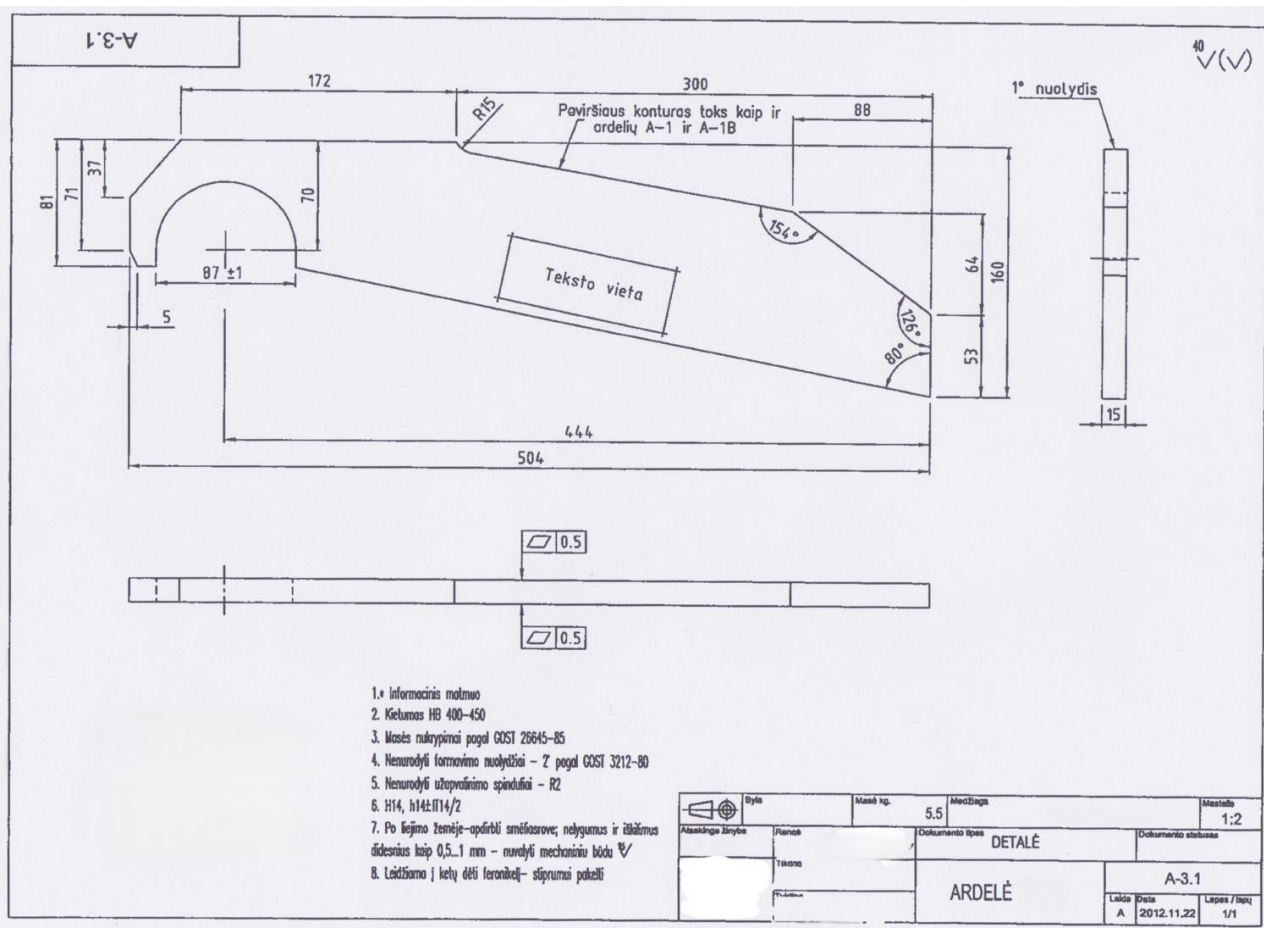 A-3.1
40
172
300
R15
Paviršiaus konturas toks kaip ir
ardelių A-1 ir A-1B
88
1° nuolydis
81
71
37
70
154°
64
160
87 ±1
Teksto vieta
5
126°
80°
53
15
444
504
0.5
0.5
1.* Informacinis matmuo
2. Kietumas HB 400-450
3. Masės nukrypimai pagal GOST 26645-85
4. Nenurodyti formavimo nuolydžiai - 2° pagal GOST 3212-80
5. Nenurodyti užapvalinimo spinduliai - R2
6. H14, h14±IT14/2
7. Po liejimo žemėje-apdirbti smėliasrove; nelygumus ir iškilimus
didesnius kaip 0,5...1 mm - nuvalyti mechaniniu būdu
8. Leidžiama į ketų dėti feronikelį- stiprumui pakelti
Byla
Masė kg.
5.5
Medžiaga
Mastelis
1:2
Atsakinga žinyba
Rengė
Dokumento tipas
DETALĖ
Dokumento statusas
Tikrino
ARDELĖ
A-3.1
Laida
A
Data
2012.11.22
Lapas / lapų
1/1